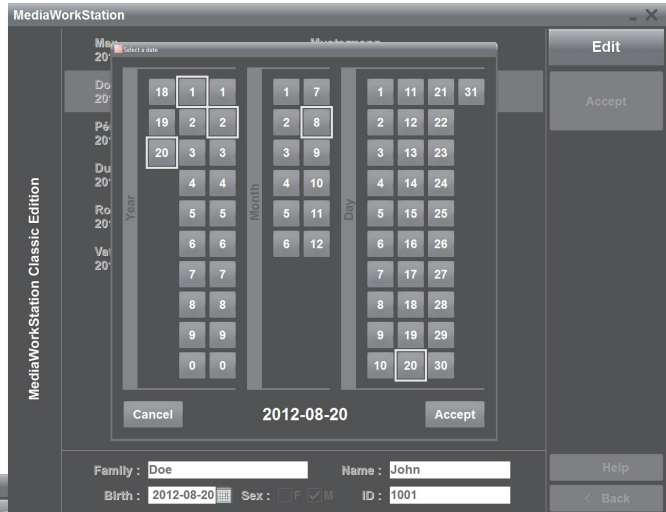 MediaWorkStation
Edit
Select a date
Accept
MediaWorkStation Classic Edition
Year
18 1 1
19 2 2
20 3 3
4 4
5 5
6 6
7 7
8 8
9 9
0 0
Month
1 7
2 8
3 9
4 10
5 11
6 12
Day
1 11 21 31
2 12 22
3 13 23
4 14 24
5 15 25
6 16 26
7 17 27
8 18 28
9 19 29
10 20 30
Cancel 2012-08-20 Accept
Family : Doe Name : John
Birth : 2012-08-20 Sex : F M ID : 1001
Help
< Back